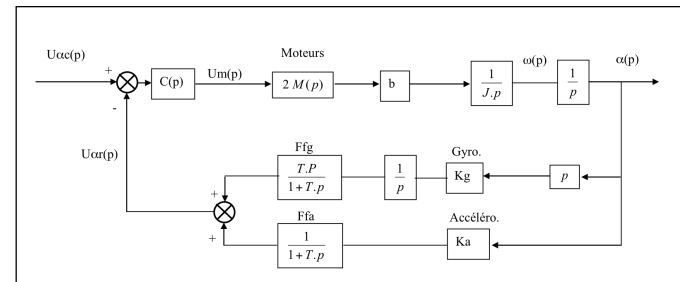 Uαc(p)
+
-
C(p)
Um(p)
Moteurs
2 M(p)
b
1
J.p
ω(p)
1
p
α(p)
Uαr(p)
Ffg
T.P
1+T.p
1
p
Gyro.
Kg
p
+
+
Ffa
1
1+T.p
Accéléro.
Ka